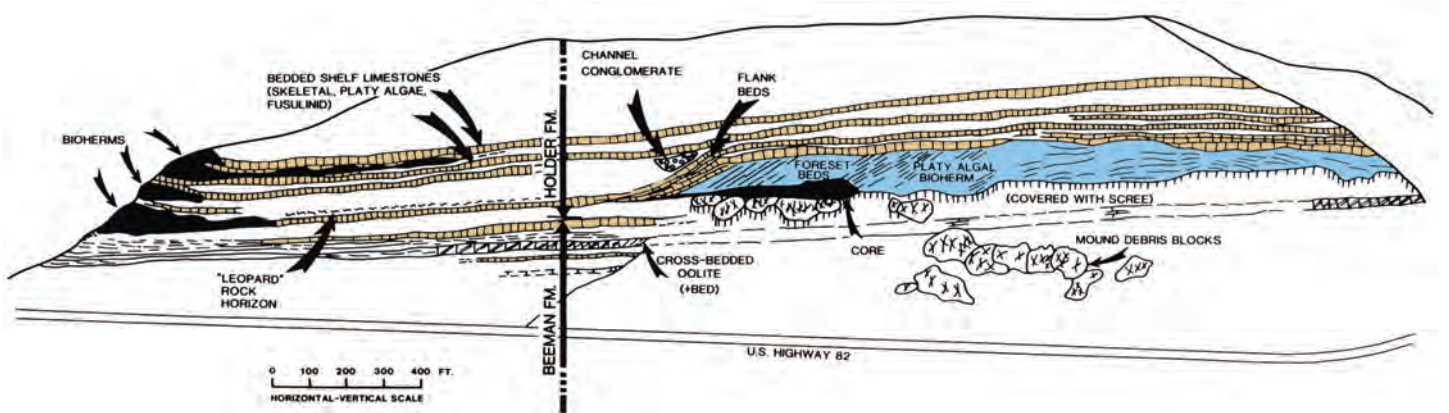 BEDDED SHELF LIMESTONES
(SKELETAL, PLATY ALGAE,
FUSULINID)
CHANNEL
CONGLOMERATE
FLANK
BEDS
BIOHERMS
HOLDER FM.
FORESET
BEDS
PLATY ALGAL
BIOHERM
(COVERED WITH SCREE)
"LEOPARD"
ROCK
HORIZON
CROSS-BEDDED
OOLITE
(+BED)
CORE
MOUND DEBRIS BLOCKS
BEEMAN FM.
U.S. HIGHWAY 82
0 100 200 300 400 FT.
HORIZONTAL-VERTICAL SCALE